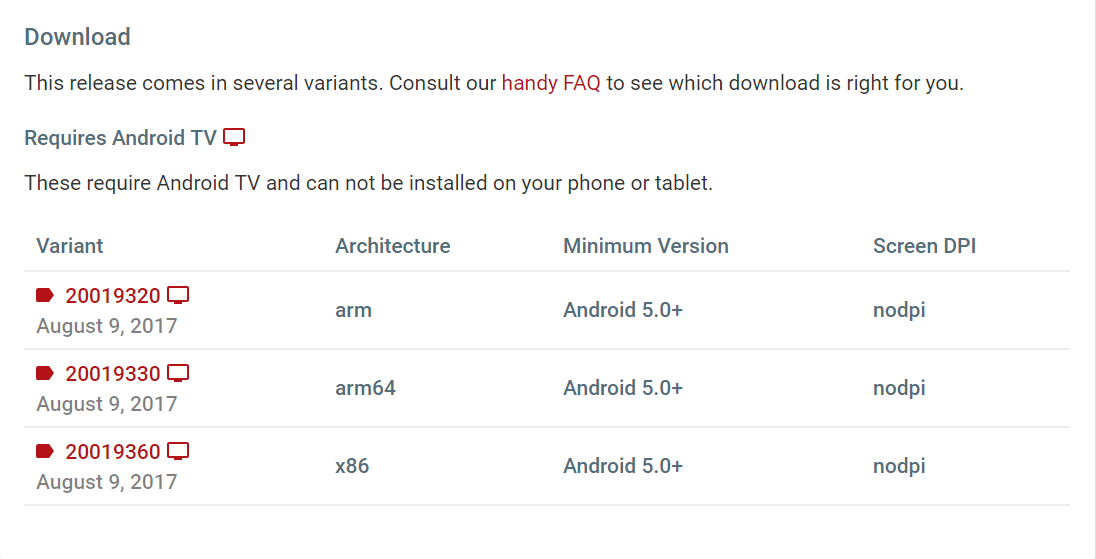 Download
This release comes in several variants. Consult our handy FAQ to see which download is right for you.
Requires Android TV
These require Android TV and can not be installed on your phone or tablet.
Variant Architecture Minimum Version Screen DPI
20019320
August 9, 2017
arm Android 5.0+ nodpi
20019330
August 9, 2017
arm64 Android 5.0+ nodpi
20019360
August 9, 2017
x86 Android 5.0+ nodpi